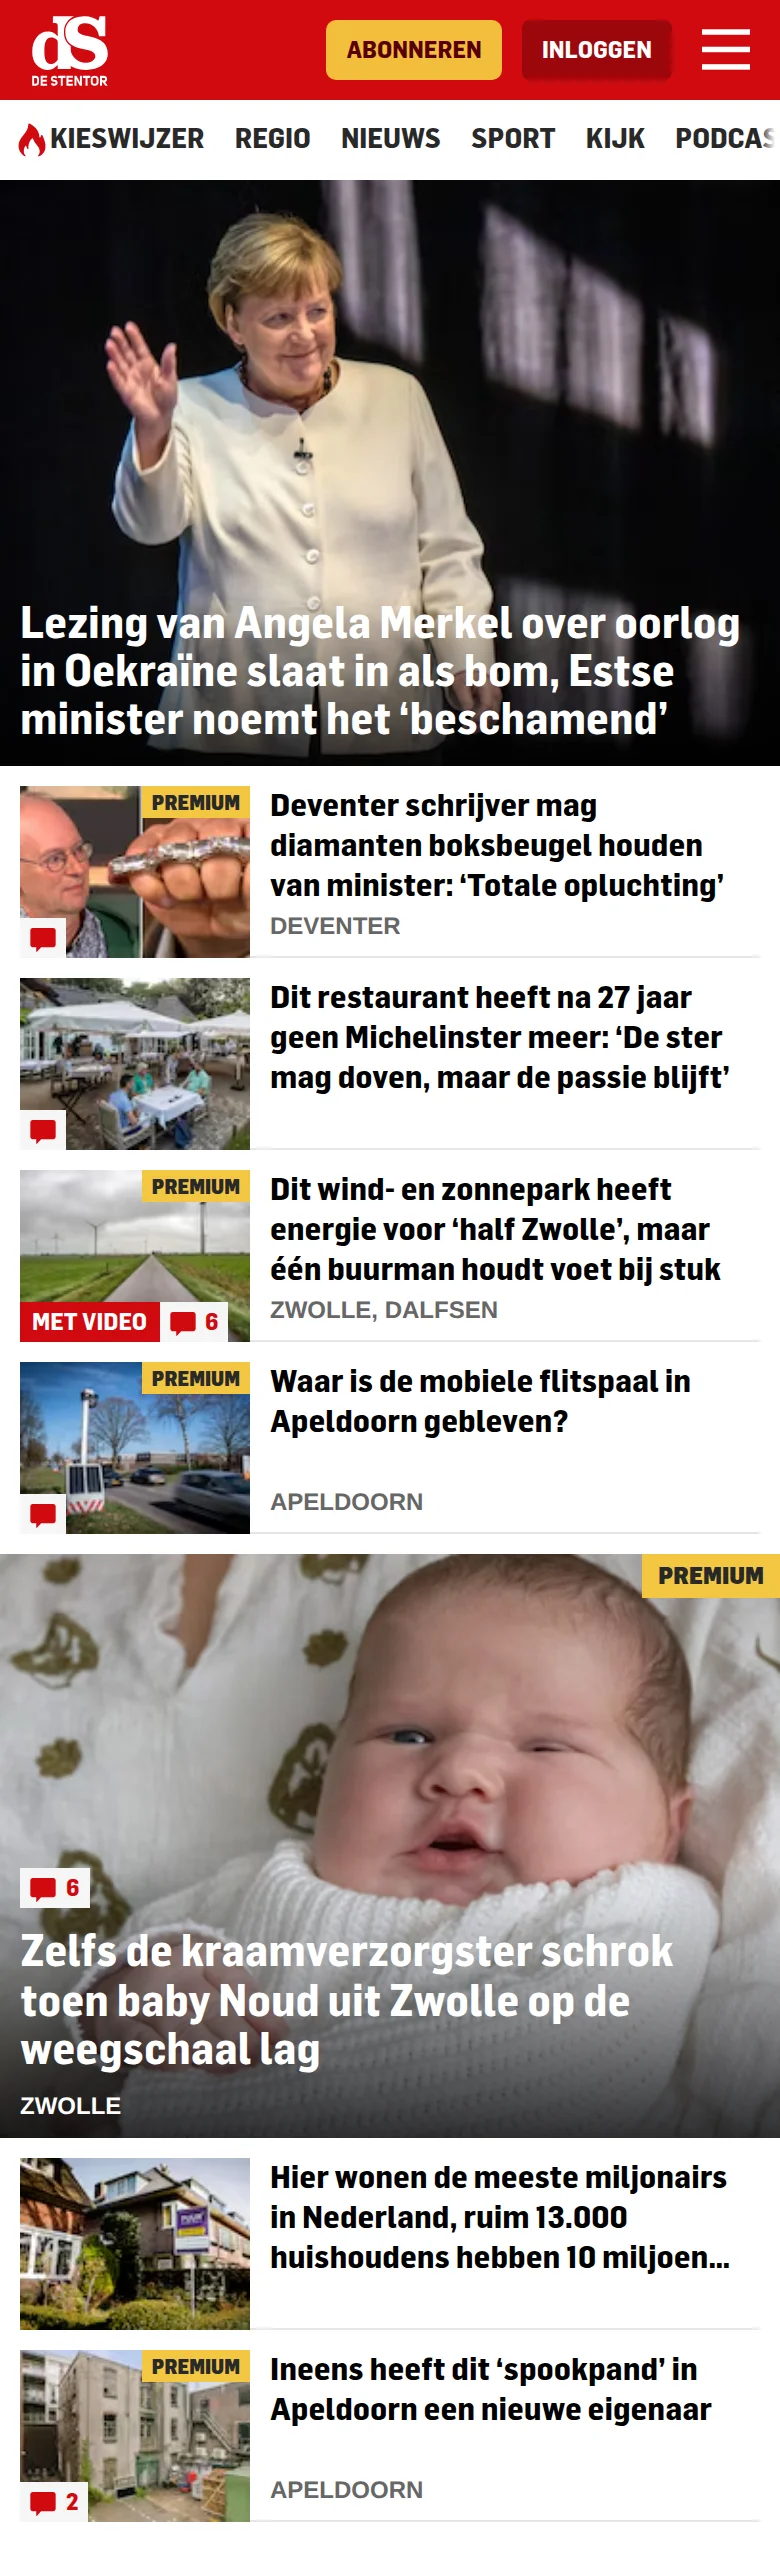 dS
DE STENTOR
ABONNEREN
INLOGGEN
KIESWIJZER REGIO NIEUWS SPORT KIJK PODCAS
Lezing van Angela Merkel over oorlog
in Oekraïne slaat in als bom, Estse
minister noemt het ‘beschamend’
PREMIUM
Deventer schrijver mag
diamanten boksbeugel houden
van minister: ‘Totale opluchting’
DEVENTER
Dit restaurant heeft na 27 jaar
geen Michelinster meer: ‘De ster
mag doven, maar de passie blijft’
PREMIUM
MET VIDEO
6
Dit wind- en zonnepark heeft
energie voor ‘half Zwolle’, maar
één buurman houdt voet bij stuk
ZWOLLE, DALFSEN
PREMIUM
Waar is de mobiele flitspaal in
Apeldoorn gebleven?
APELDOORN
PREMIUM
6
Zelfs de kraamverzorgster schrok
toen baby Noud uit Zwolle op de
weegschaal lag
ZWOLLE
Hier wonen de meeste miljonairs
in Nederland, ruim 13.000
huishoudens hebben 10 miljoen...
PREMIUM
2
Ineens heeft dit ‘spookpand’ in
Apeldoorn een nieuwe eigenaar
APELDOORN